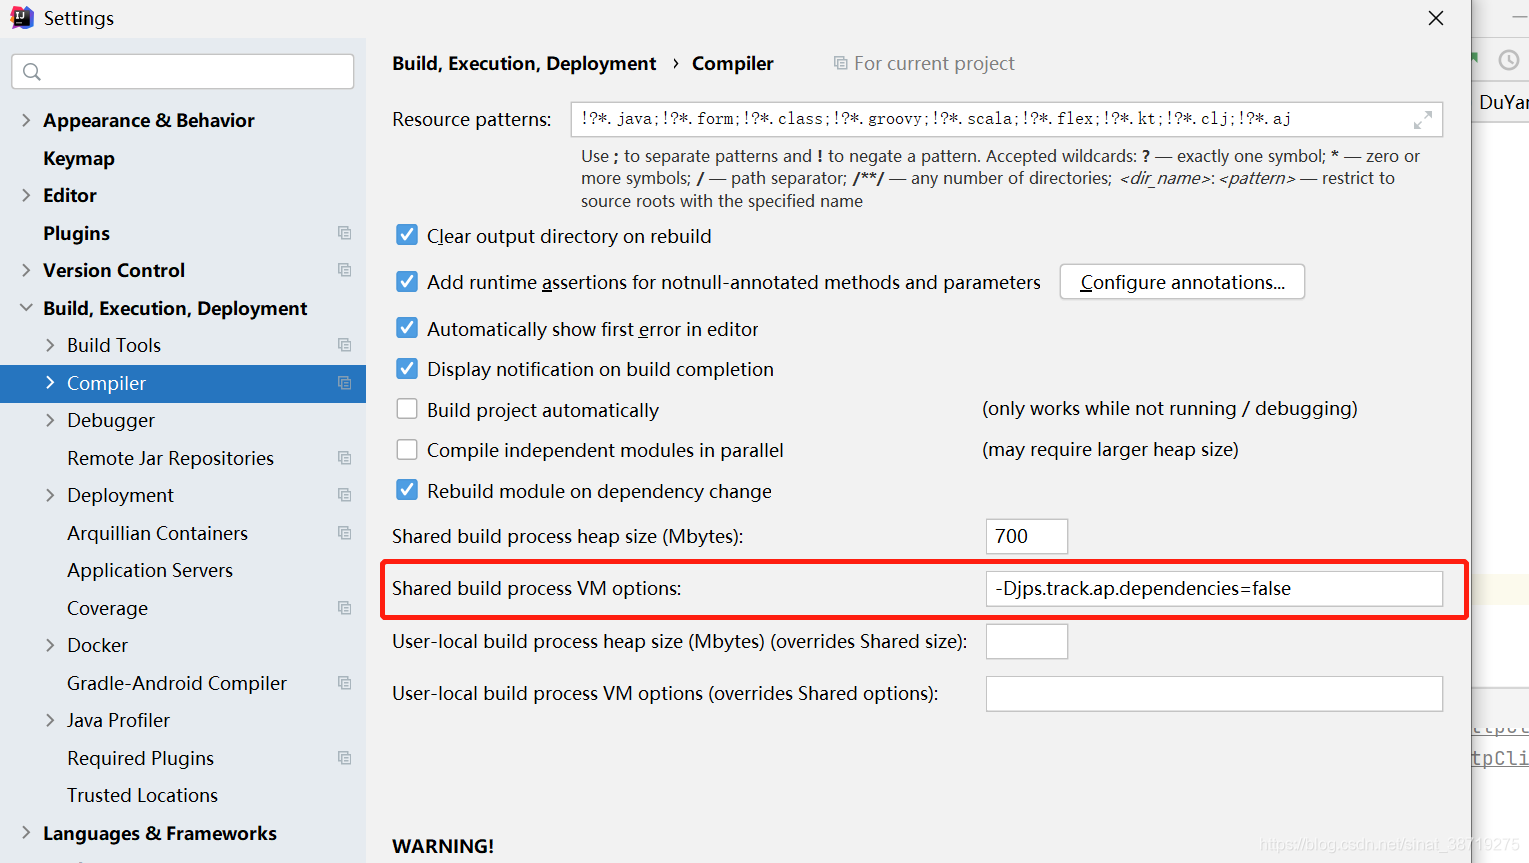 Settings
Build, Execution, Deployment › Compiler
For current project
Appearance & Behavior
Keymap
Editor
Plugins
Version Control
Build, Execution, Deployment
Build Tools
Compiler
Debugger
Remote Jar Repositories
Deployment
Arquillian Containers
Application Servers
Coverage
Docker
Gradle-Android Compiler
Java Profiler
Required Plugins
Trusted Locations
Languages & Frameworks
Resource patterns: !?*.java;!?*.form;!?*.class;!?*.groovy;!?*.scala;!?*.flex;!?*.kt;!?*.clj;!?*.aj
Use ; to separate patterns and ! to negate a pattern. Accepted wildcards: ? — exactly one symbol; * — zero or
more symbols; / — path separator; /**/ — any number of directories; <dir_name>:<pattern> — restrict to
source roots with the specified name
Clear output directory on rebuild
Add runtime assertions for notnull-annotated methods and parameters Configure annotations...
Automatically show first error in editor
Display notification on build completion
Build project automatically (only works while not running / debugging)
Compile independent modules in parallel (may require larger heap size)
Rebuild module on dependency change
Shared build process heap size (Mbytes): 700
Shared build process VM options: -Djps.track.ap.dependencies=false
User-local build process heap size (Mbytes) (overrides Shared size):
User-local build process VM options (overrides Shared options):
WARNING!
DuYar
tpCli
https://blog.csdn.net/sinat_38719275